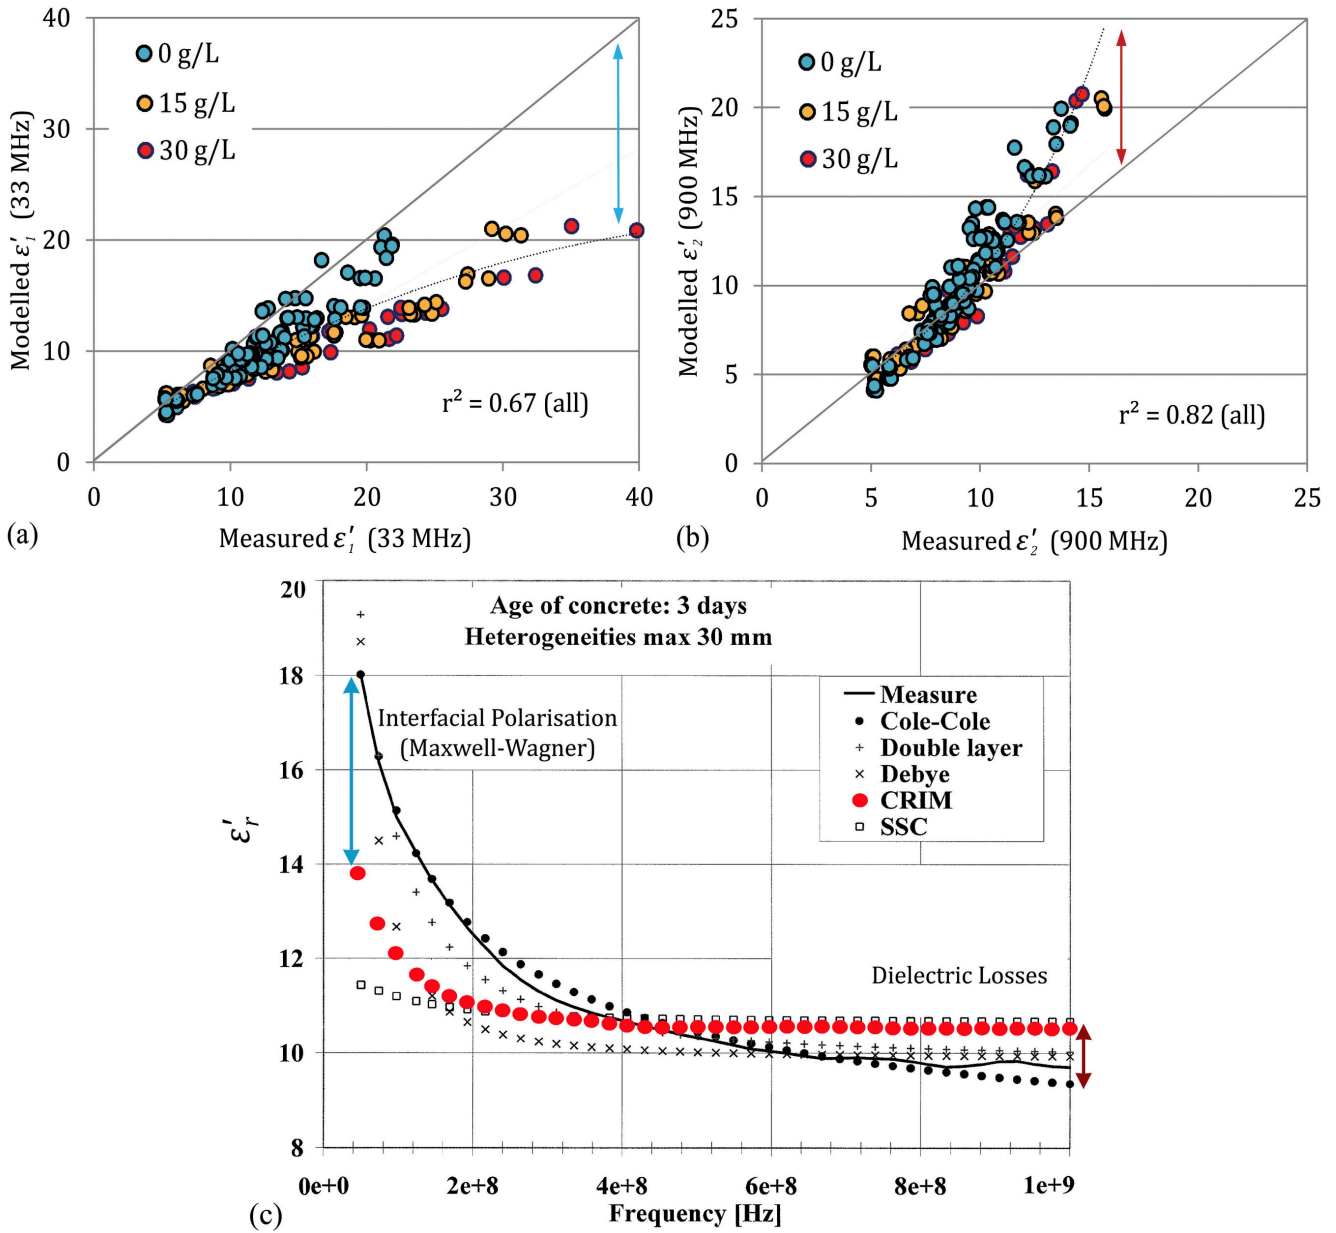 40
30
20
10
0
0 g/L
15 g/L
30 g/L
r² = 0.67 (all)
0 10 20 30 40
Modelled ε′₁ (33 MHz)
(a) Measured ε′₁ (33 MHz)
25
20
15
10
5
0
0 g/L
15 g/L
30 g/L
r² = 0.82 (all)
0 5 10 15 20 25
Modelled ε′₂ (900 MHz)
(b) Measured ε′₂ (900 MHz)
20
18
16
14
12
10
8
ε′r
Age of concrete: 3 days
Heterogeneities max 30 mm
Interfacial Polarisation
(Maxwell-Wagner)
Measure
Cole-Cole
Double layer
Debye
CRIM
SSC
Dielectric Losses
0e+0 2e+8 4e+8 6e+8 8e+8 1e+9
(c) Frequency [Hz]